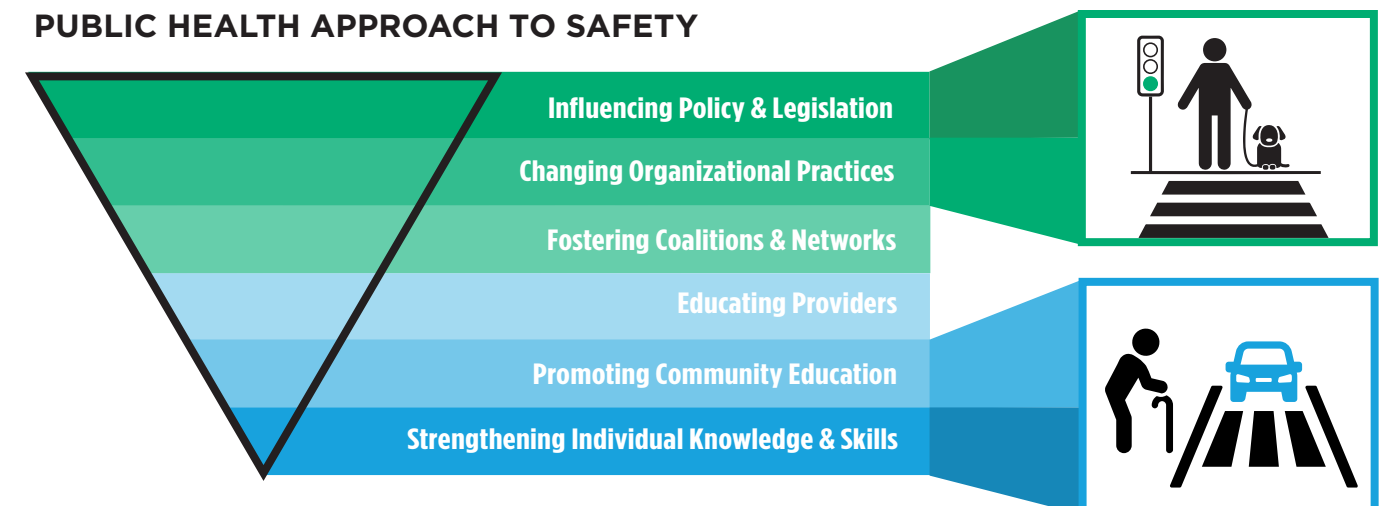 PUBLIC HEALTH APPROACH TO SAFETY
Influencing Policy & Legislation
Changing Organizational Practices
Fostering Coalitions & Networks
Educating Providers
Promoting Community Education
Strengthening Individual Knowledge & Skills